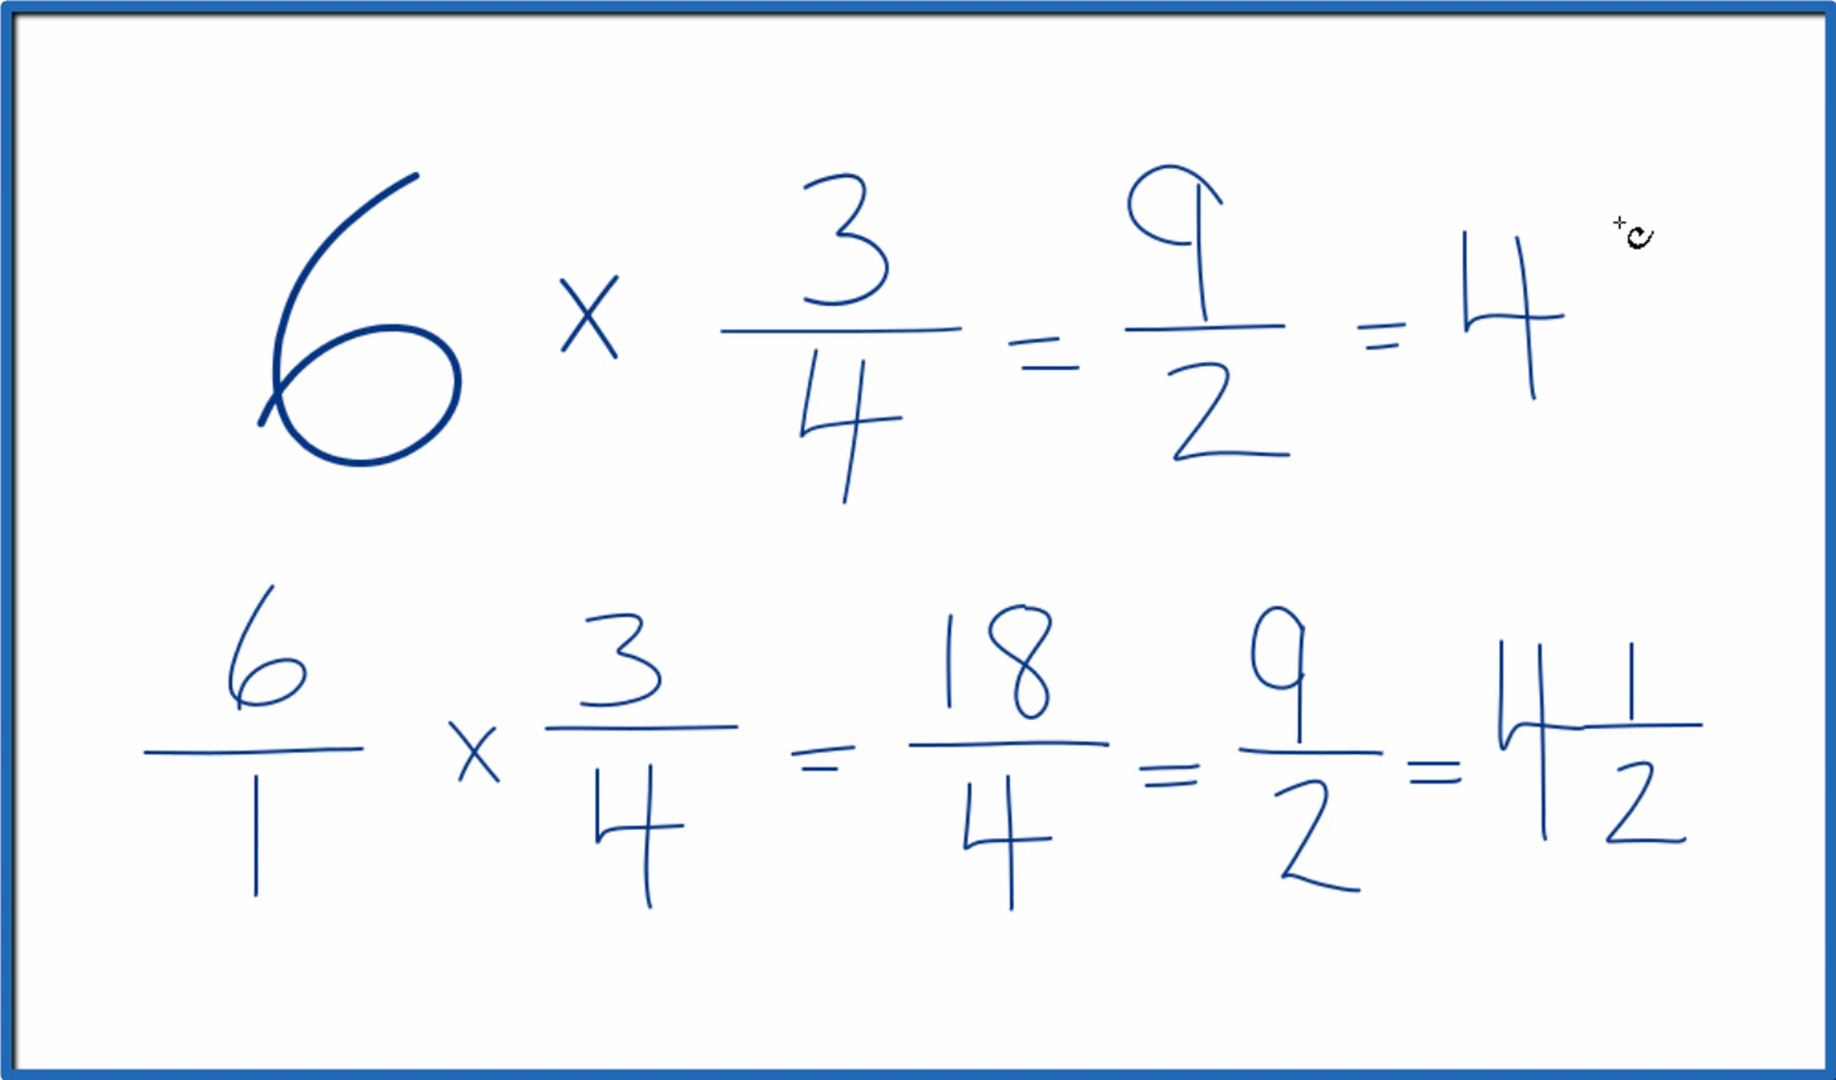 6 × 3/4 = 9/2 = 4
6/1 × 3/4 = 18/4 = 9/2 = 4 1/2